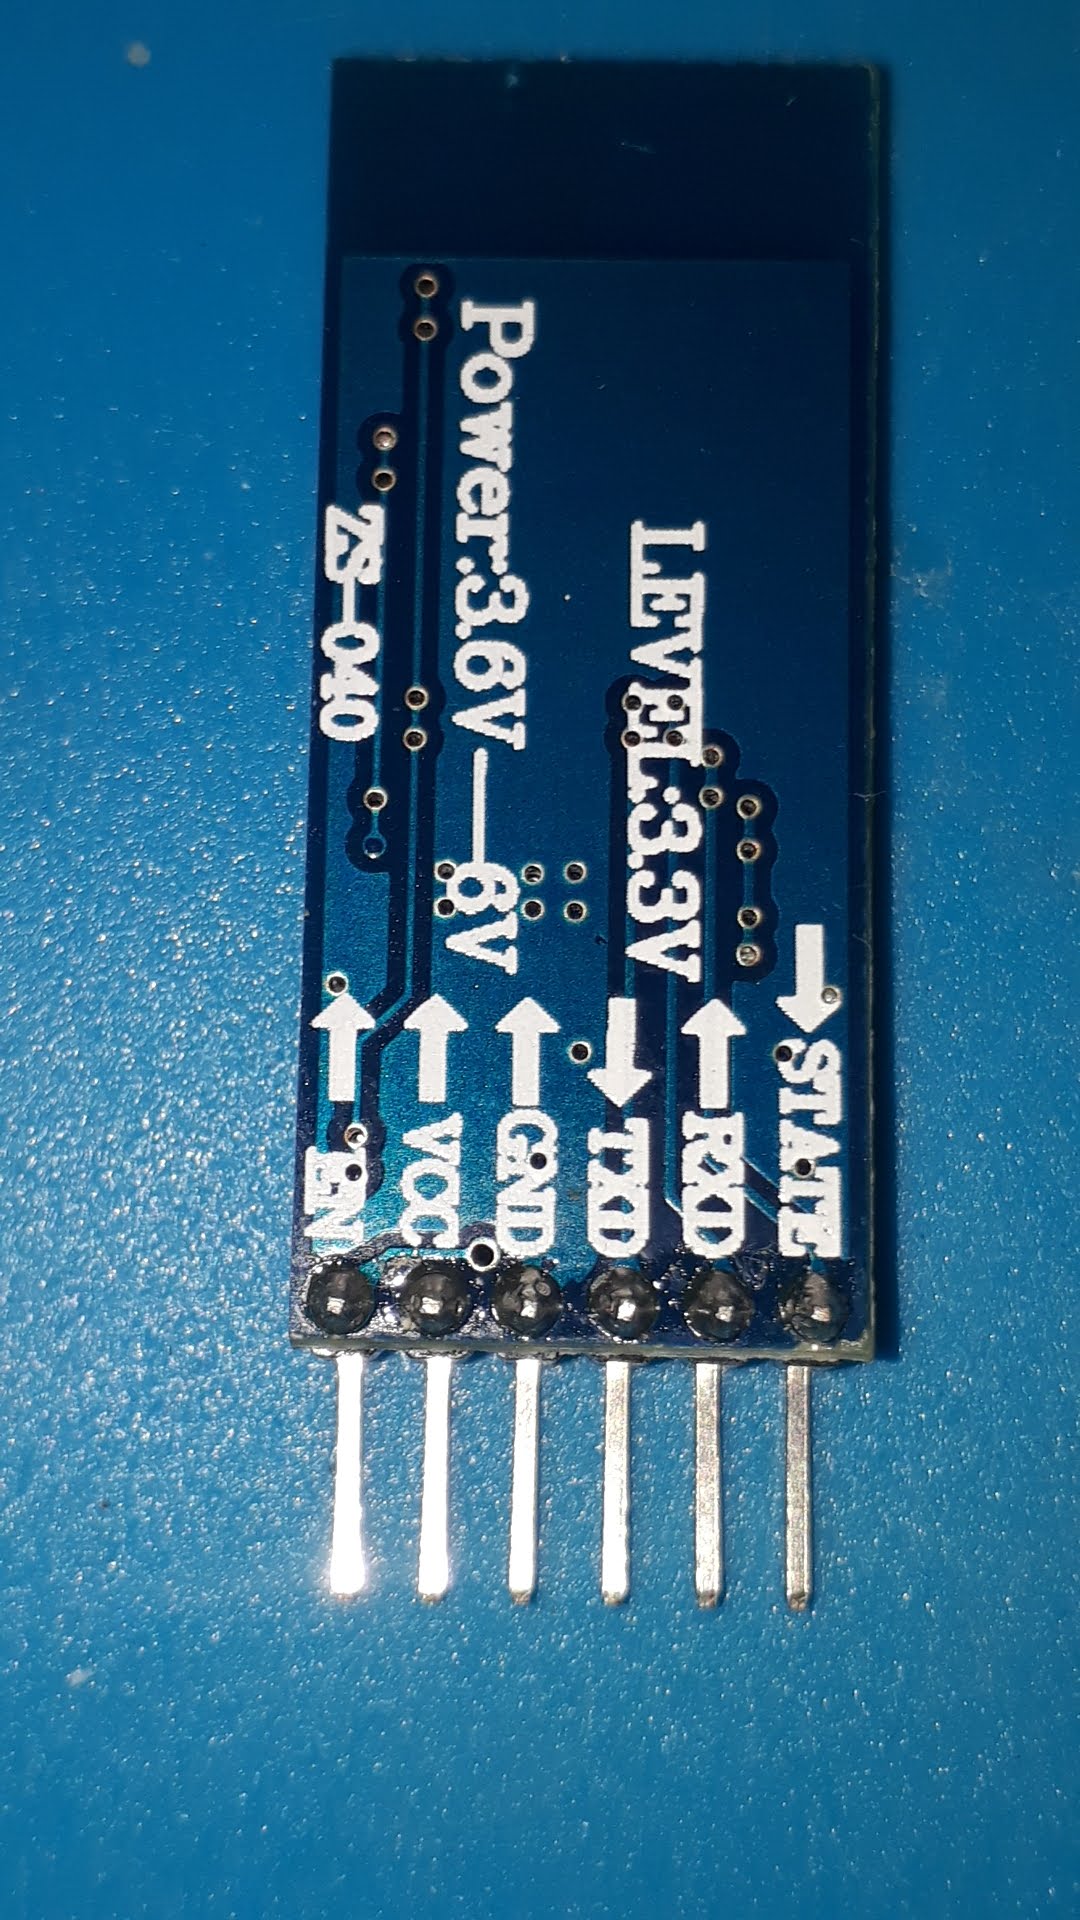 ZS-040
Power:3.6V—6V
LEVEL:3.3V
EN
VCC
GND
TXD
RXD
STATE